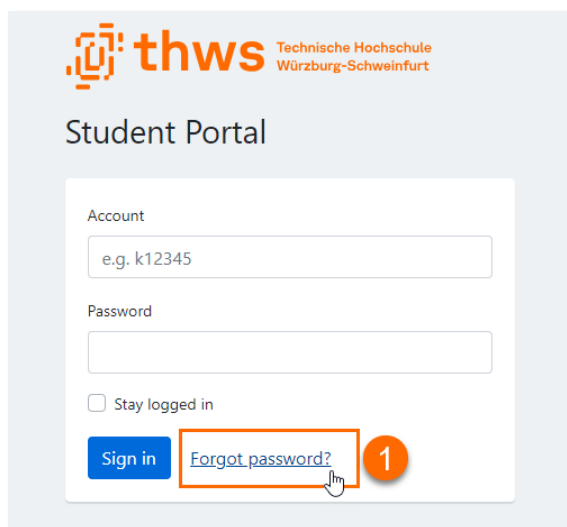 thws Technische Hochschule
Würzburg-Schweinfurt
Student Portal
Account
e.g. k12345
Password
Stay logged in
Sign in Forgot password? 1